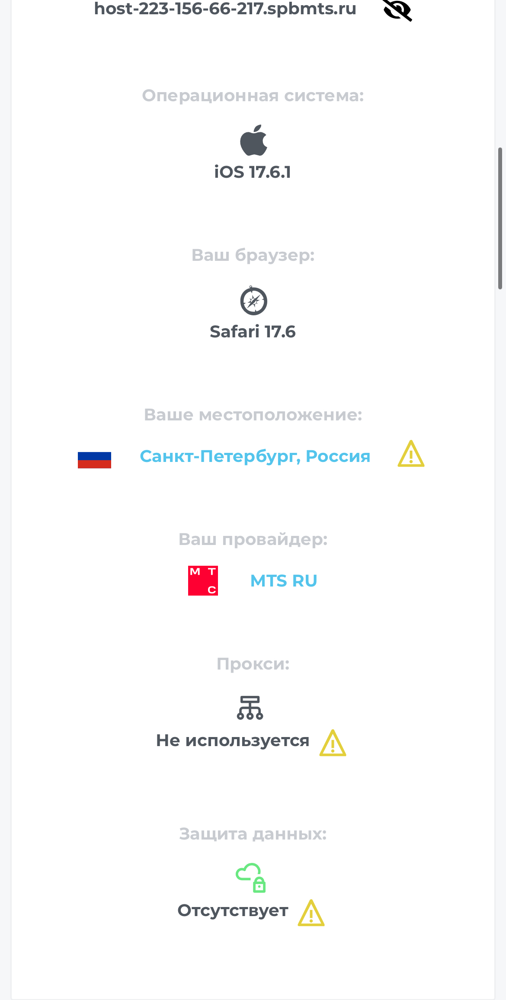 host-223-156-66-217.spbmts.ru
Операционная система:
iOS 17.6.1
Ваш браузер:
Safari 17.6
Ваше местоположение:
Санкт-Петербург, Россия
Ваш провайдер:
М Т
С
MTS RU
Прокси:
Не используется
Защита данных:
Отсутствует